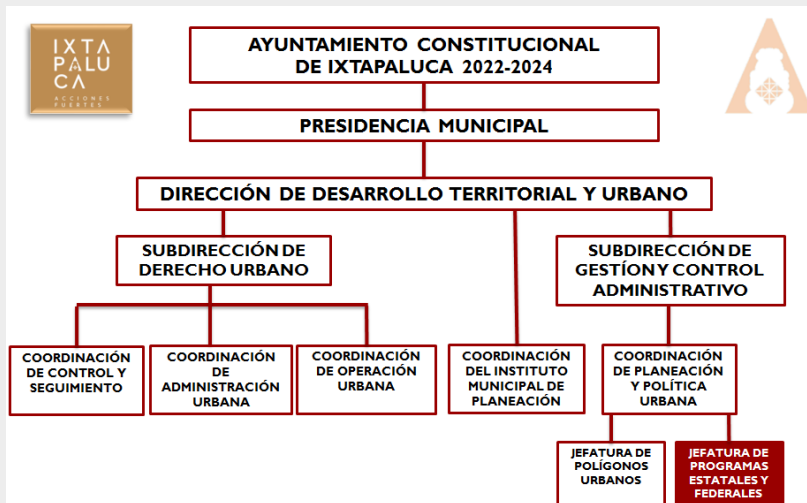 IXTA
PALU
CA
ACCIONES
FUERTES
AYUNTAMIENTO CONSTITUCIONAL
DE IXTAPALUCA 2022-2024
PRESIDENCIA MUNICIPAL
DIRECCIÓN DE DESARROLLO TERRITORIAL Y URBANO
SUBDIRECCIÓN DE
DERECHO URBANO
SUBDIRECCIÓN DE
GESTÍON Y CONTROL
ADMINISTRATIVO
COORDINACIÓN
DE CONTROL Y
SEGUIMIENTO
COORDINACIÓN
DE
ADMINISTRACIÓN
URBANA
COORDINACIÓN
DE OPERACIÓN
URBANA
COORDINACIÓN
DEL INSTITUTO
MUNICIPAL DE
PLANEACIÓN
COORDINACIÓN
DE PLANEACIÓN
Y POLÍTICA
URBANA
JEFATURA DE
POLÍGONOS
URBANOS
JEFATURA DE
PROGRAMAS
ESTATALES Y
FEDERALES